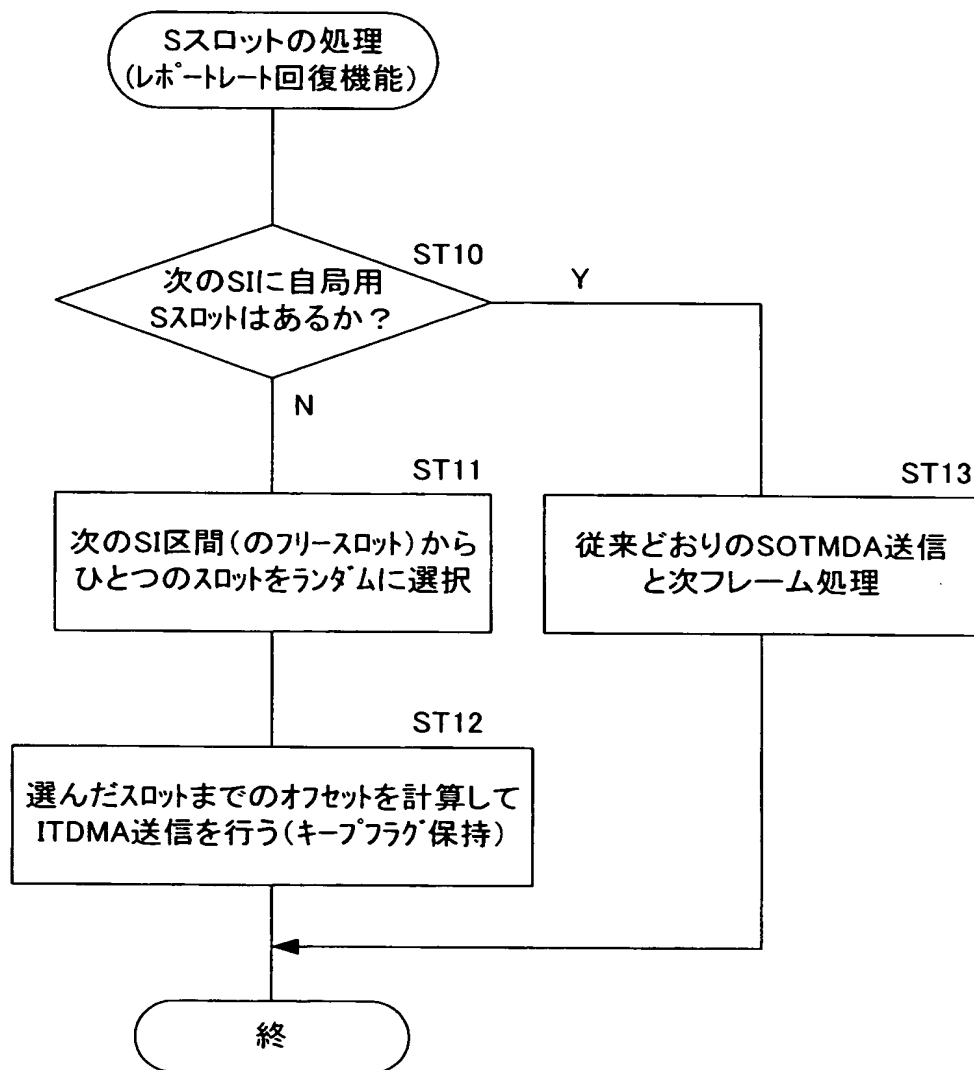 Sスロットの処理
(レポートレート回復機能)
ST10
次のSIに自局用
Sスロットはあるか？
Y
N
ST11
次のSI区間(のフリースロット)から
ひとつのスロットをランダムに選択
ST13
従来どおりのSOTMDA送信
と次フレーム処理
ST12
選んだスロットまでのオフセットを計算して
ITDMA送信を行う(キープフラグ保持)
終